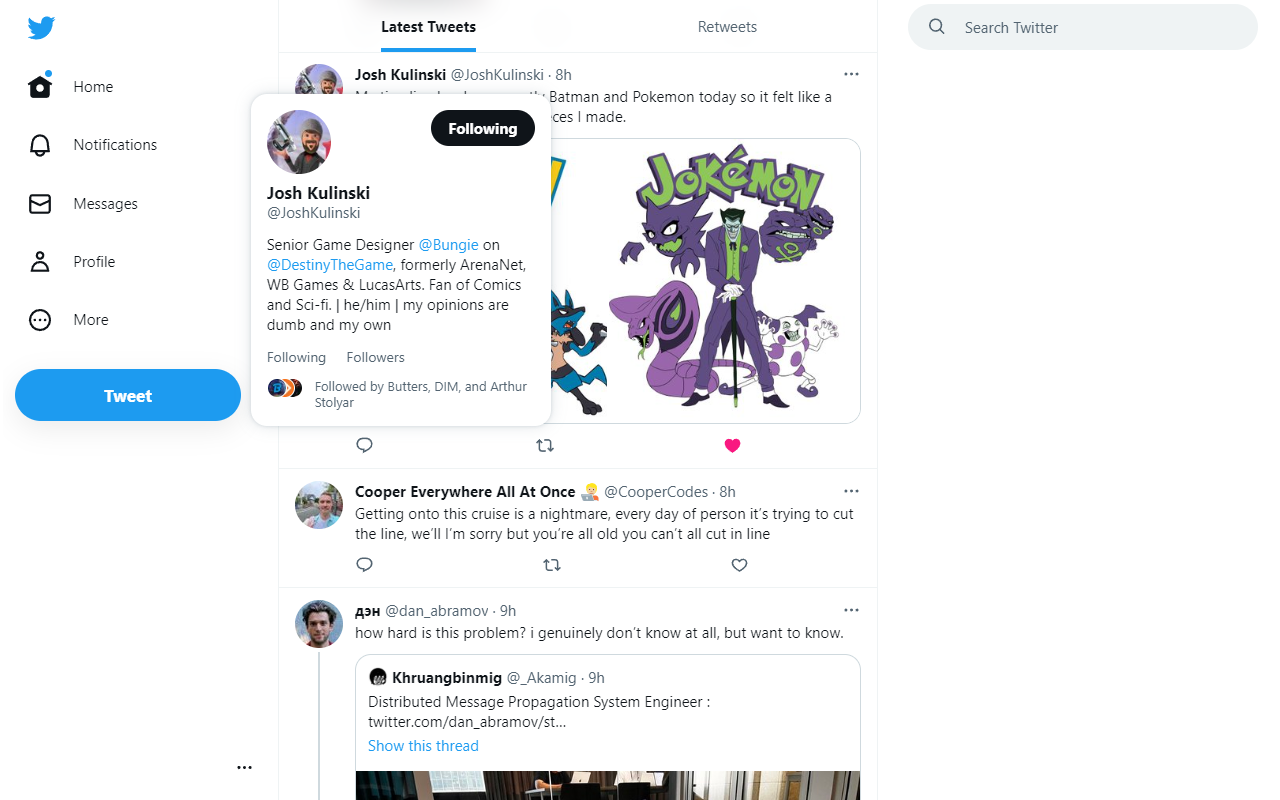 Latest Tweets
Retweets
Search Twitter
Home
Notifications
Messages
Profile
More
Tweet
Josh Kulinski @JoshKulinski · 8h
Batman and Pokemon today so it felt like a
I made.
JOKÉMON
Following
Josh Kulinski
@JoshKulinski
Senior Game Designer @Bungie on
@DestinyTheGame, formerly ArenaNet,
WB Games & LucasArts. Fan of Comics
and Sci-fi. | he/him | my opinions are
dumb and my own
Following Followers
Followed by Butters, DIM, and Arthur
Stolyar
Cooper Everywhere All At Once 🧑🏼‍💻 @CooperCodes · 8h
Getting onto this cruise is a nightmare, every day of person it’s trying to cut
the line, we’ll I’m sorry but you’re all old you can’t all cut in line
дэн @dan_abramov · 9h
how hard is this problem? i genuinely don’t know at all, but want to know.
Khruangbinmig @_Akamig · 9h
Distributed Message Propagation System Engineer :
twitter.com/dan_abramov/st…
Show this thread